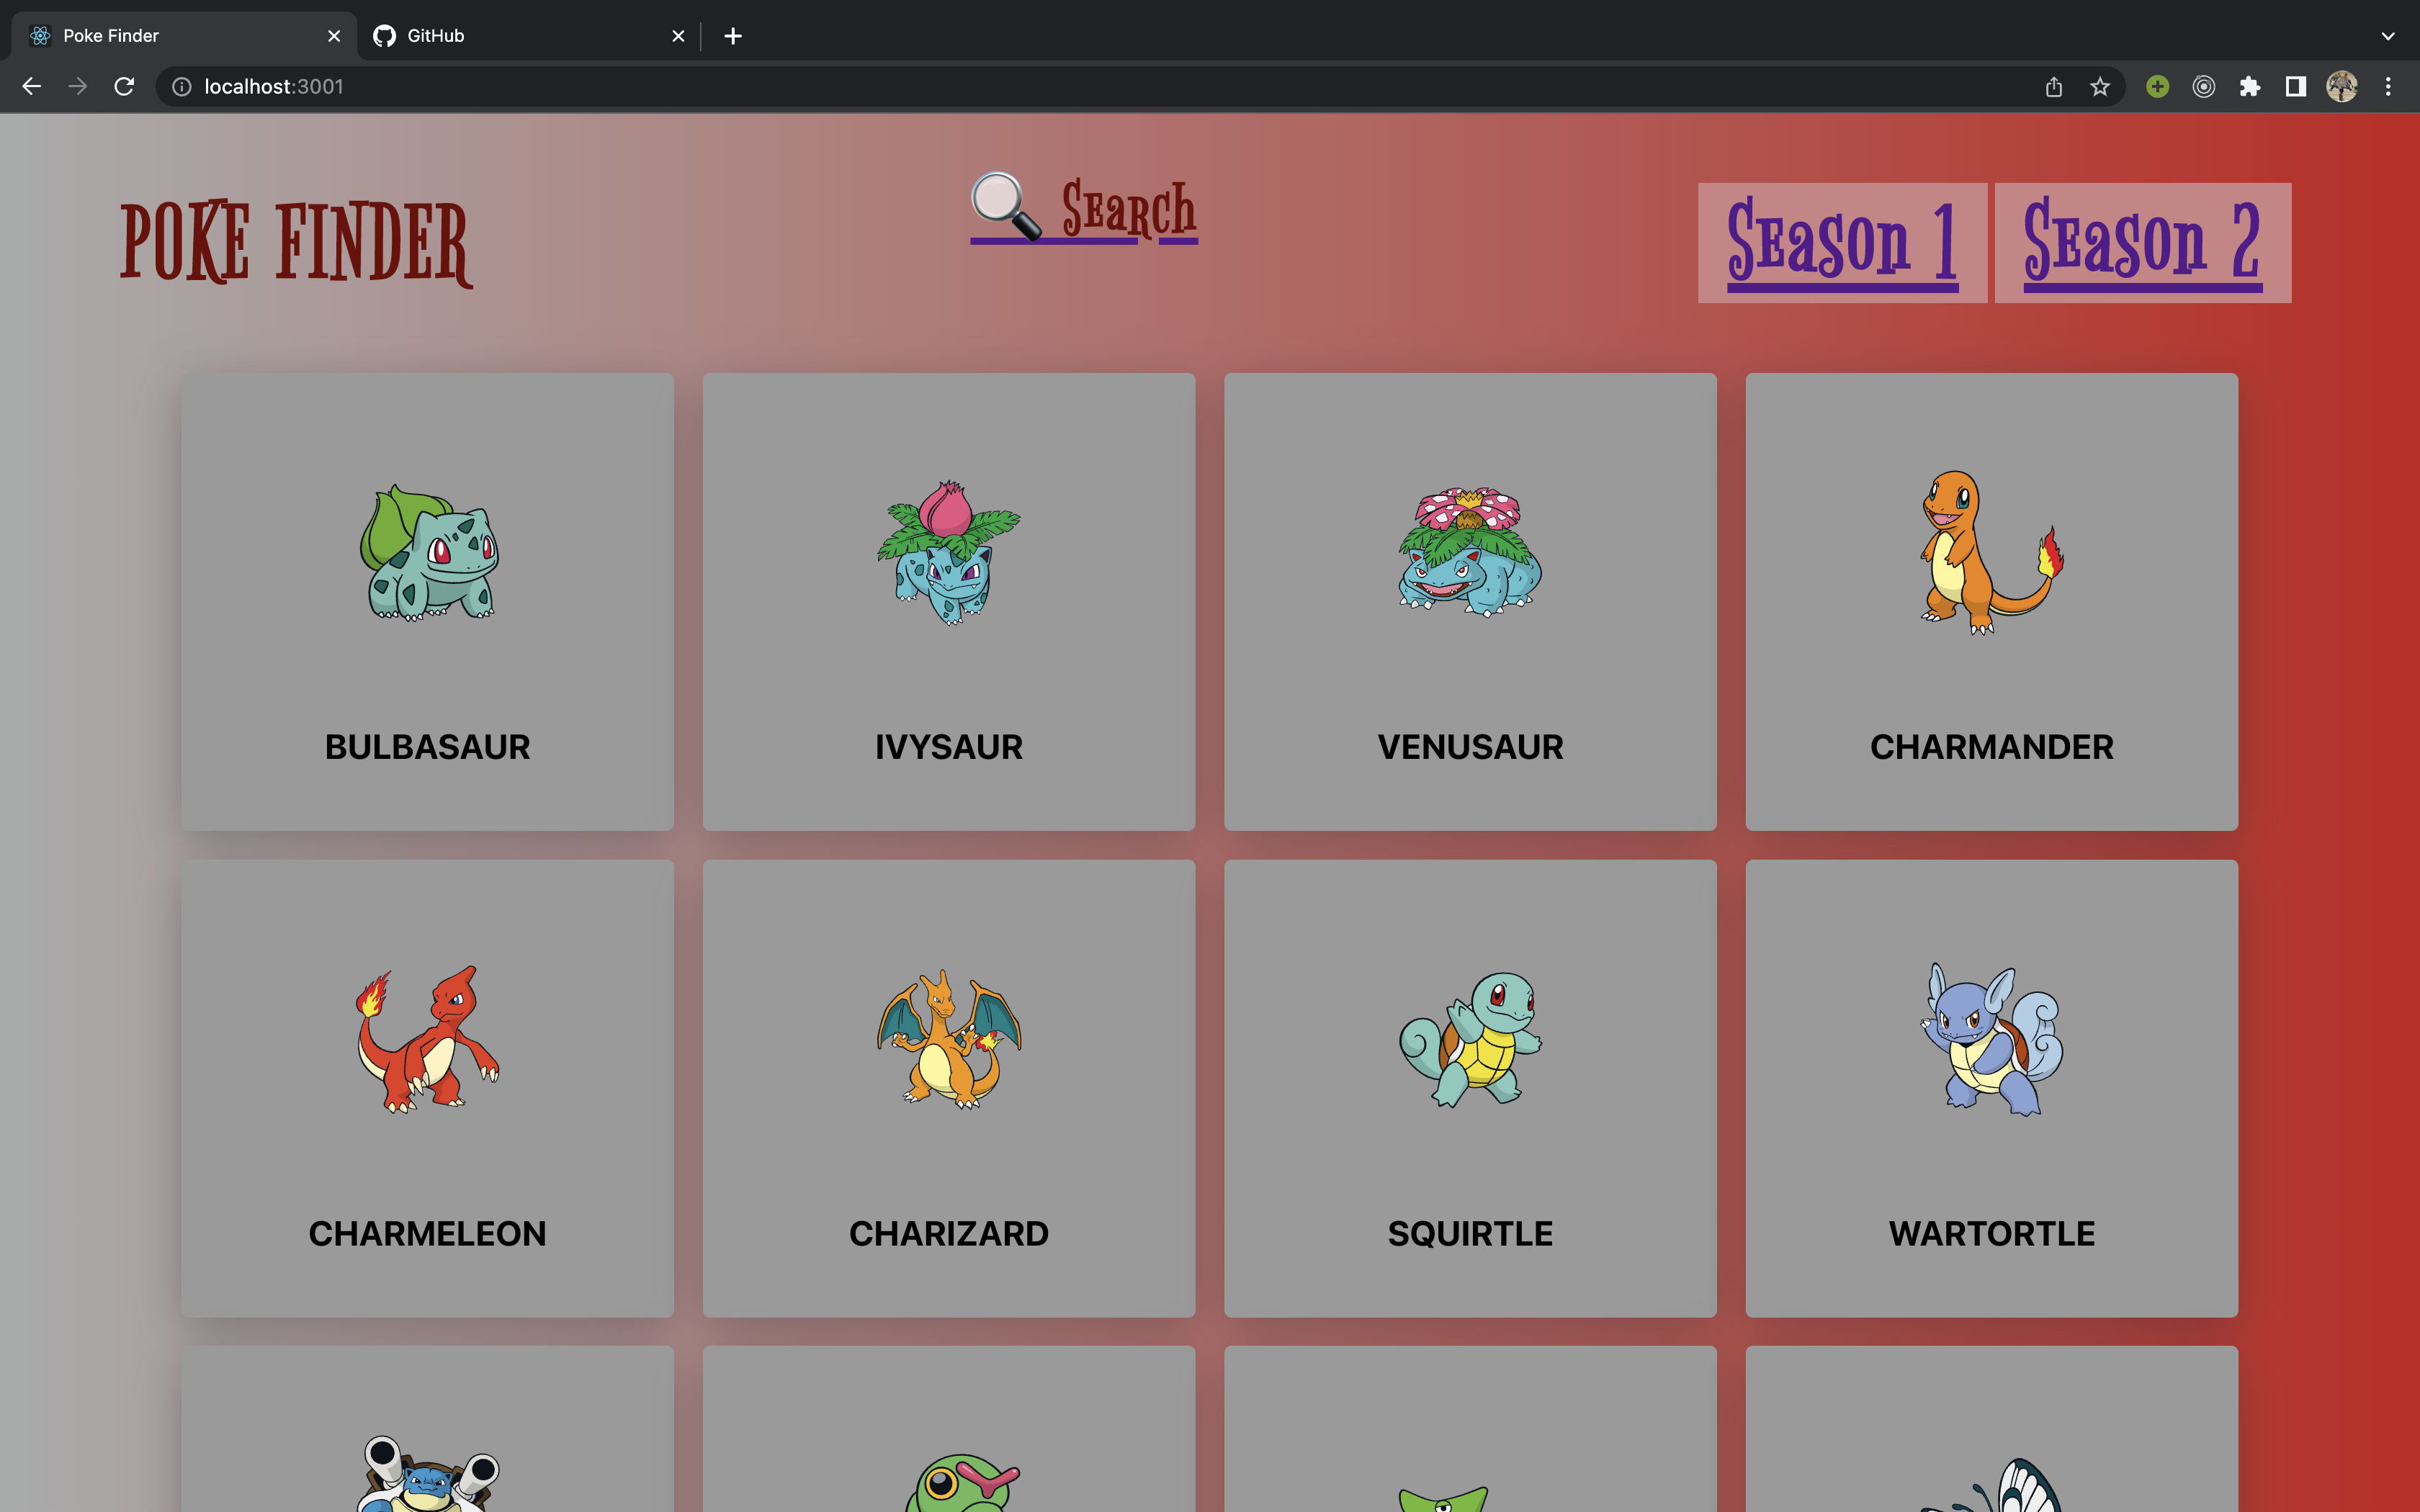 Poke Finder
GitHub
localhost:3001
POKE FINDER
Search
Season 1
Season 2
BULBASAUR
IVYSAUR
VENUSAUR
CHARMANDER
CHARMELEON
CHARIZARD
SQUIRTLE
WARTORTLE